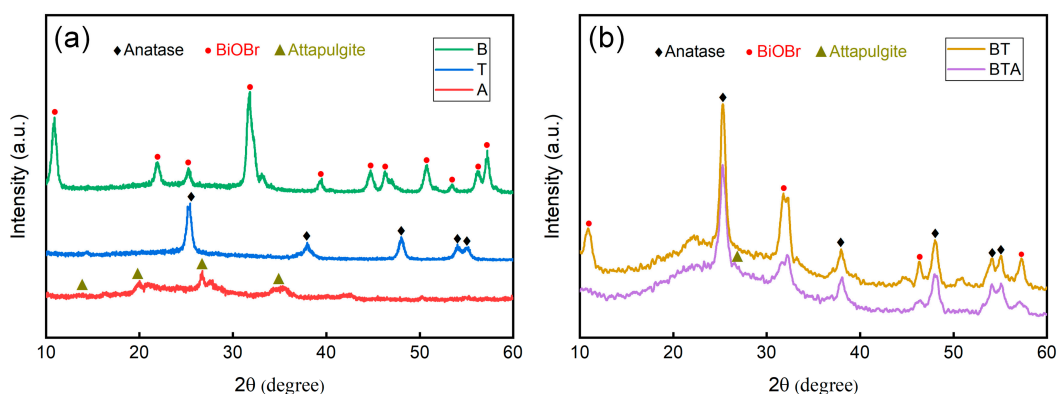 (a)
♦ Anatase ● BiOBr ▲ Attapulgite
B
T
A
Intensity (a.u.)
10 20 30 40 50 60
2θ (degree)
(b)
♦ Anatase ● BiOBr ▲ Attapulgite
BT
BTA
Intensity (a.u.)
10 20 30 40 50 60
2θ (degree)